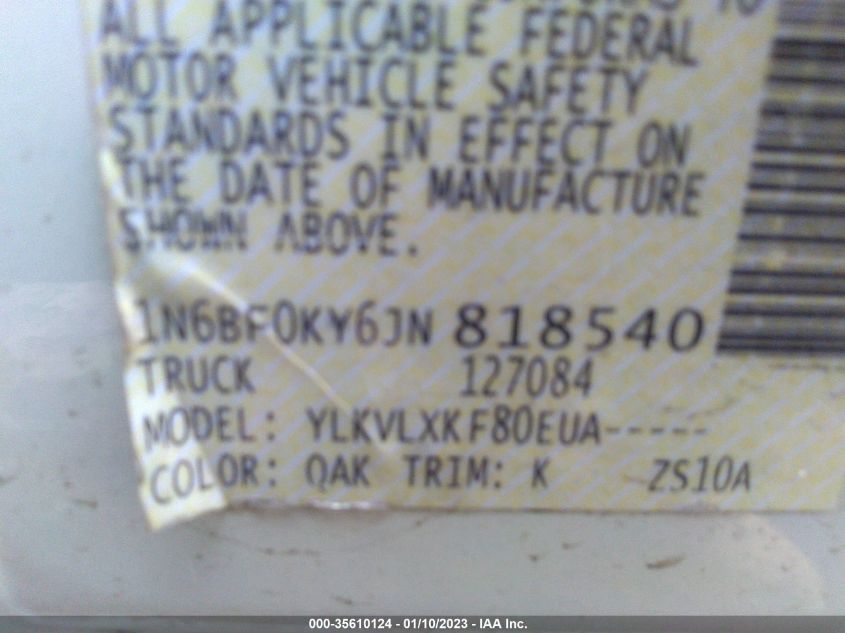 ALL APPLICABLE FEDERAL
MOTOR VEHICLE SAFETY
STANDARDS IN EFFECT ON
THE DATE OF MANUFACTURE
SHOWN ABOVE.
1N6BF0KY6JN 818540
TRUCK 127084
MODEL: YLKVLXKF80EUA-----
COLOR: QAK TRIM: K ZS10A
000-35610124 - 01/10/2023 - IAA Inc.